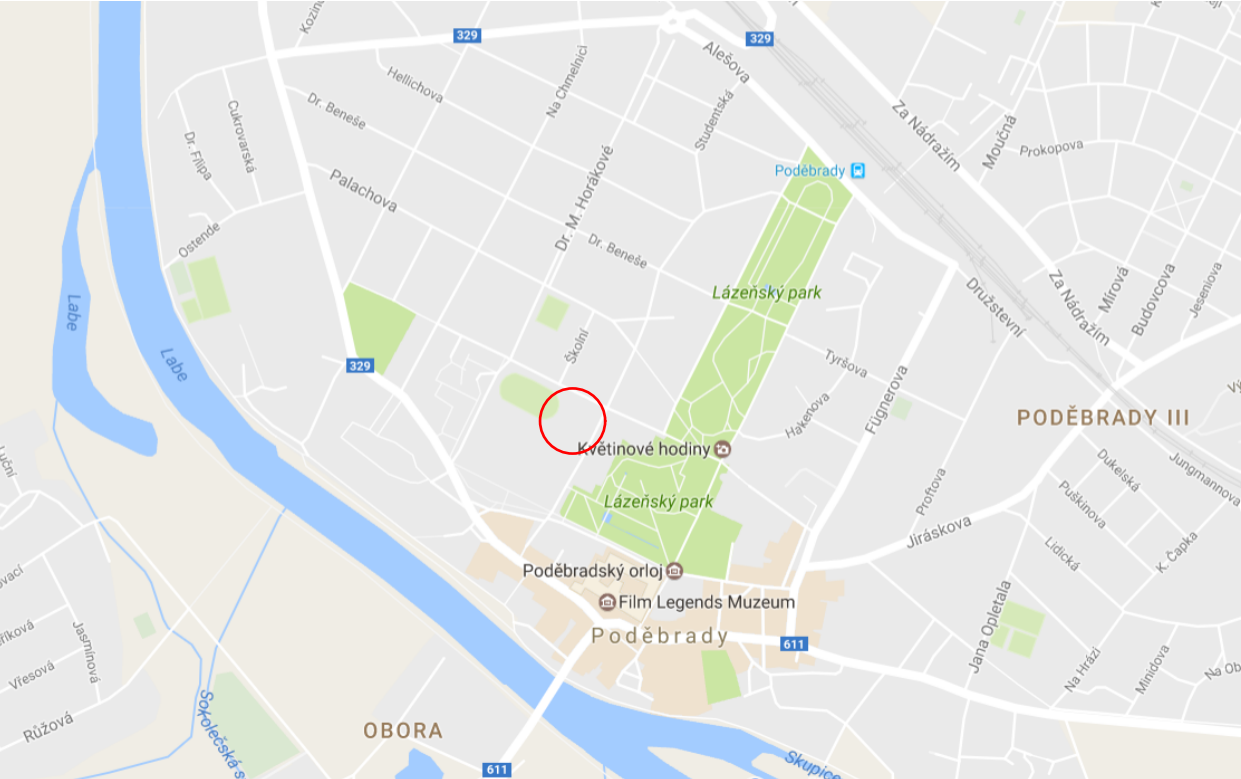 329
329
Alešova
Hellichova
Na Chmelnici
Dr. Beneše
Cukrovarská
Dr. Filipa
Studentská
Za Nádražím
Moučná
Prokopova
Poděbrady
Palachova
Dr. M. Horákové
Ostende
Dr. Beneše
Lázeňský park
Labe
Labe
Družstevní
Za Nádražím
Mírová
Budovcova
Jeseniova
Školní
329
Tyršova
Fügnerova
Hakenova
PODĚBRADY III
Květinové hodiny
Lázeňský park
Luční
Dukelská
Jungmannova
Puškinova
Proftova
Jiráskova
Lidická
K. Čapka
Poděbradský orloj
Film Legends Muzeum
Poděbrady
611
Jana Opletala
Na Hrázi
Minidova
Na Ob
Jasmínová
Vřesová
Růžová
Sokolečská s
OBORA
611
Skupice